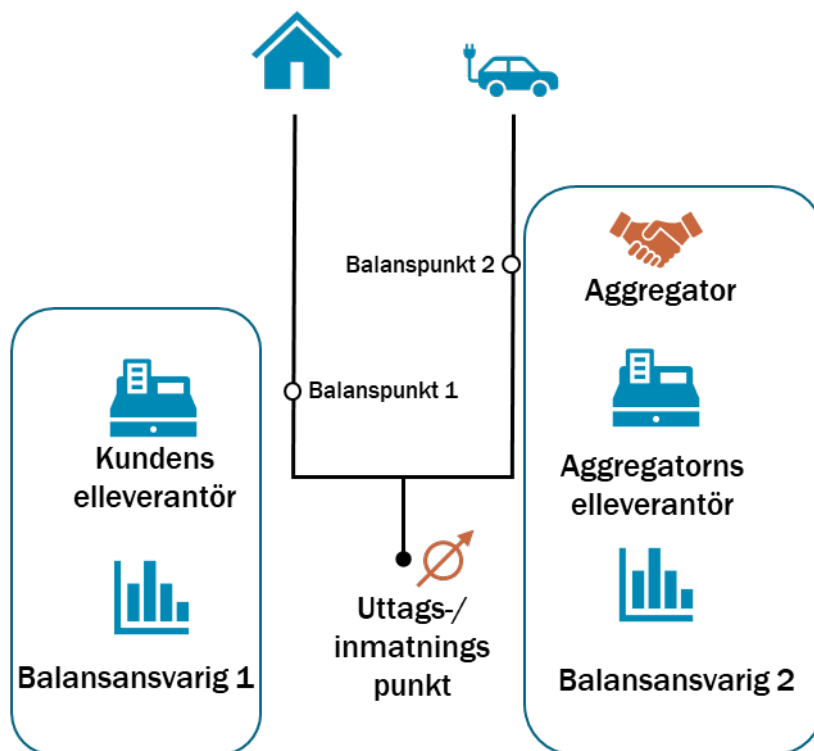 Balanspunkt 2
Balanspunkt 1
Kundens
elleverantör
Balansansvarig 1
Uttags-/
inmatnings
punkt
Aggregator
Aggregatorns
elleverantör
Balansansvarig 2